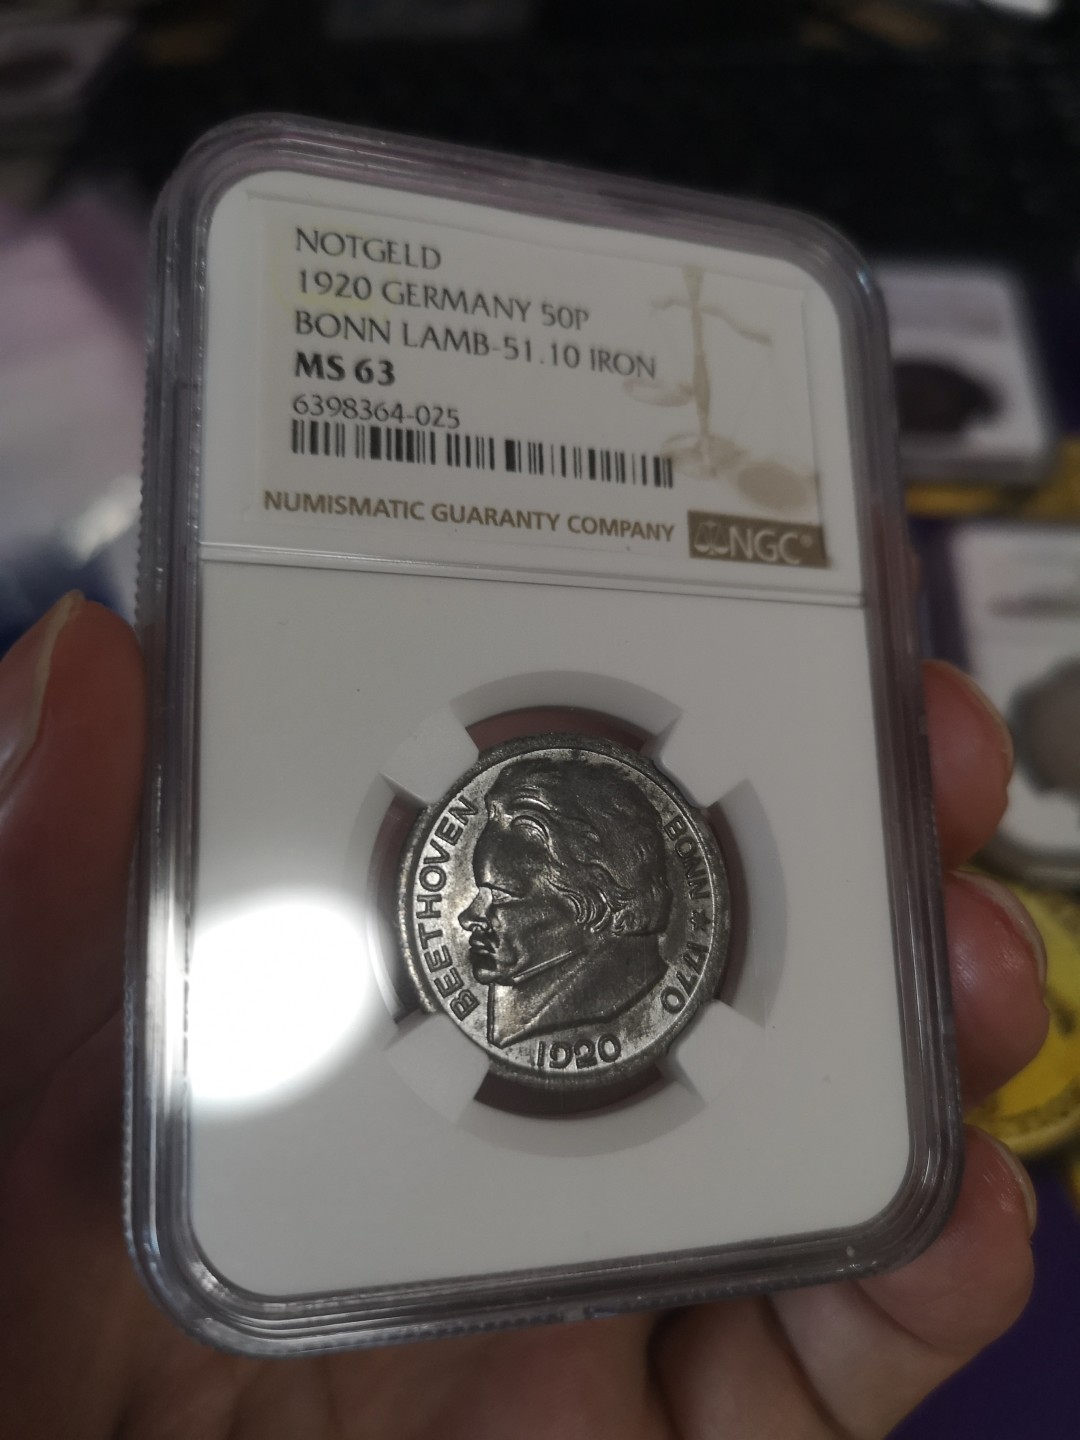 NOTGELD
1920 GERMANY 50P
BONN LAMB-51.10 IRON
MS 63
6398364-025
NUMISMATIC GUARANTY COMPANY
NGC®
BEETHOVEN
BONN ★ 1770
1920